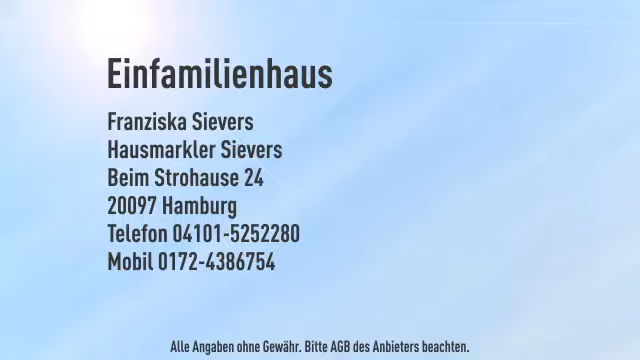 Einfamilienhaus
Franziska Sievers
Hausmarkler Sievers
Beim Strohause 24
20097 Hamburg
Telefon 04101-5252280
Mobil 0172-4386754
Alle Angaben ohne Gewähr. Bitte AGB des Anbieters beachten.